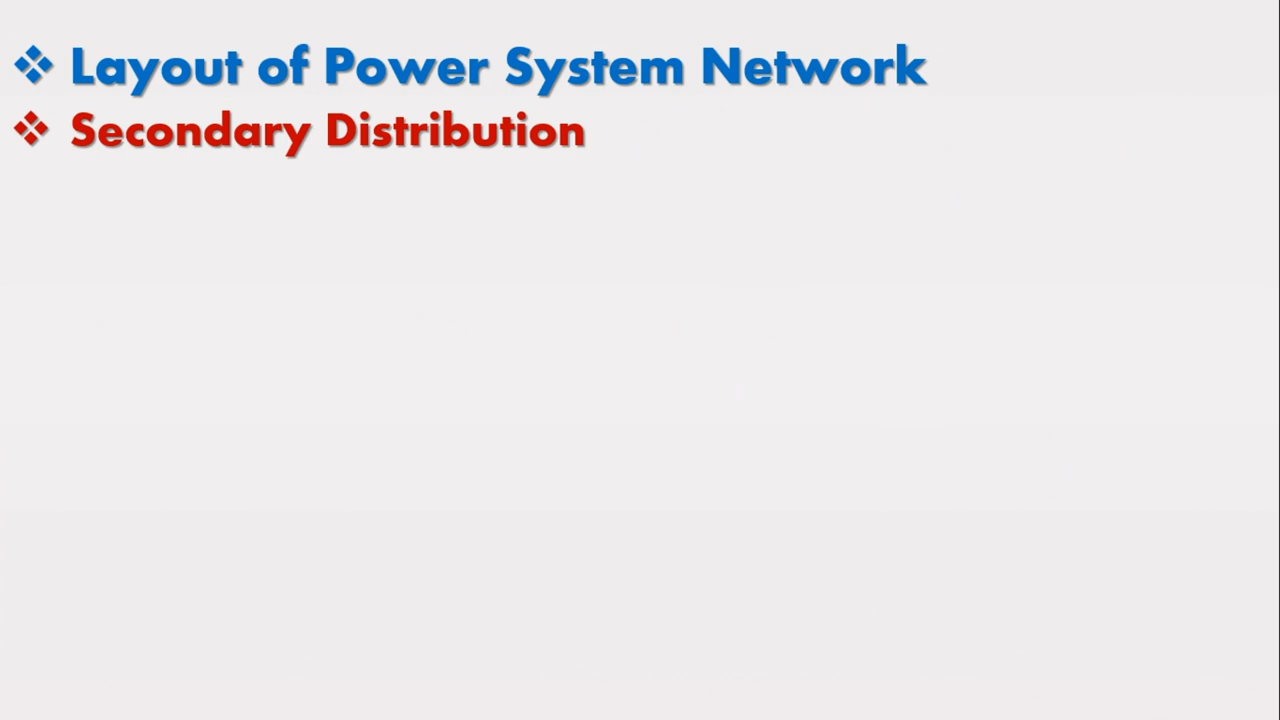 ❖ Layout of Power System Network
❖ Secondary Distribution